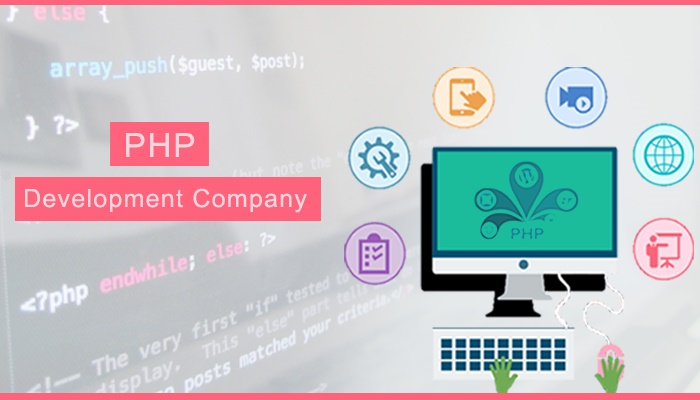 } else {
array_push($guest, $post);
} ?>
PHP
Development Company
<?php endwhile; else: ?>
<!-- The very first "if" tested to
display. This "else" part tells
posts matched your criteria.
PHP